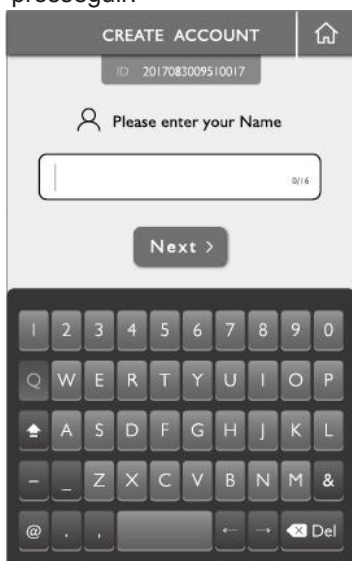 CREATE ACCOUNT
ID 2017083009510017
Please enter your Name
0/16
Next >
1 2 3 4 5 6 7 8 9 0
Q W E R T Y U I O P
A S D F G H J K L
- _ Z X C V B N M &
@ . , ← → Del